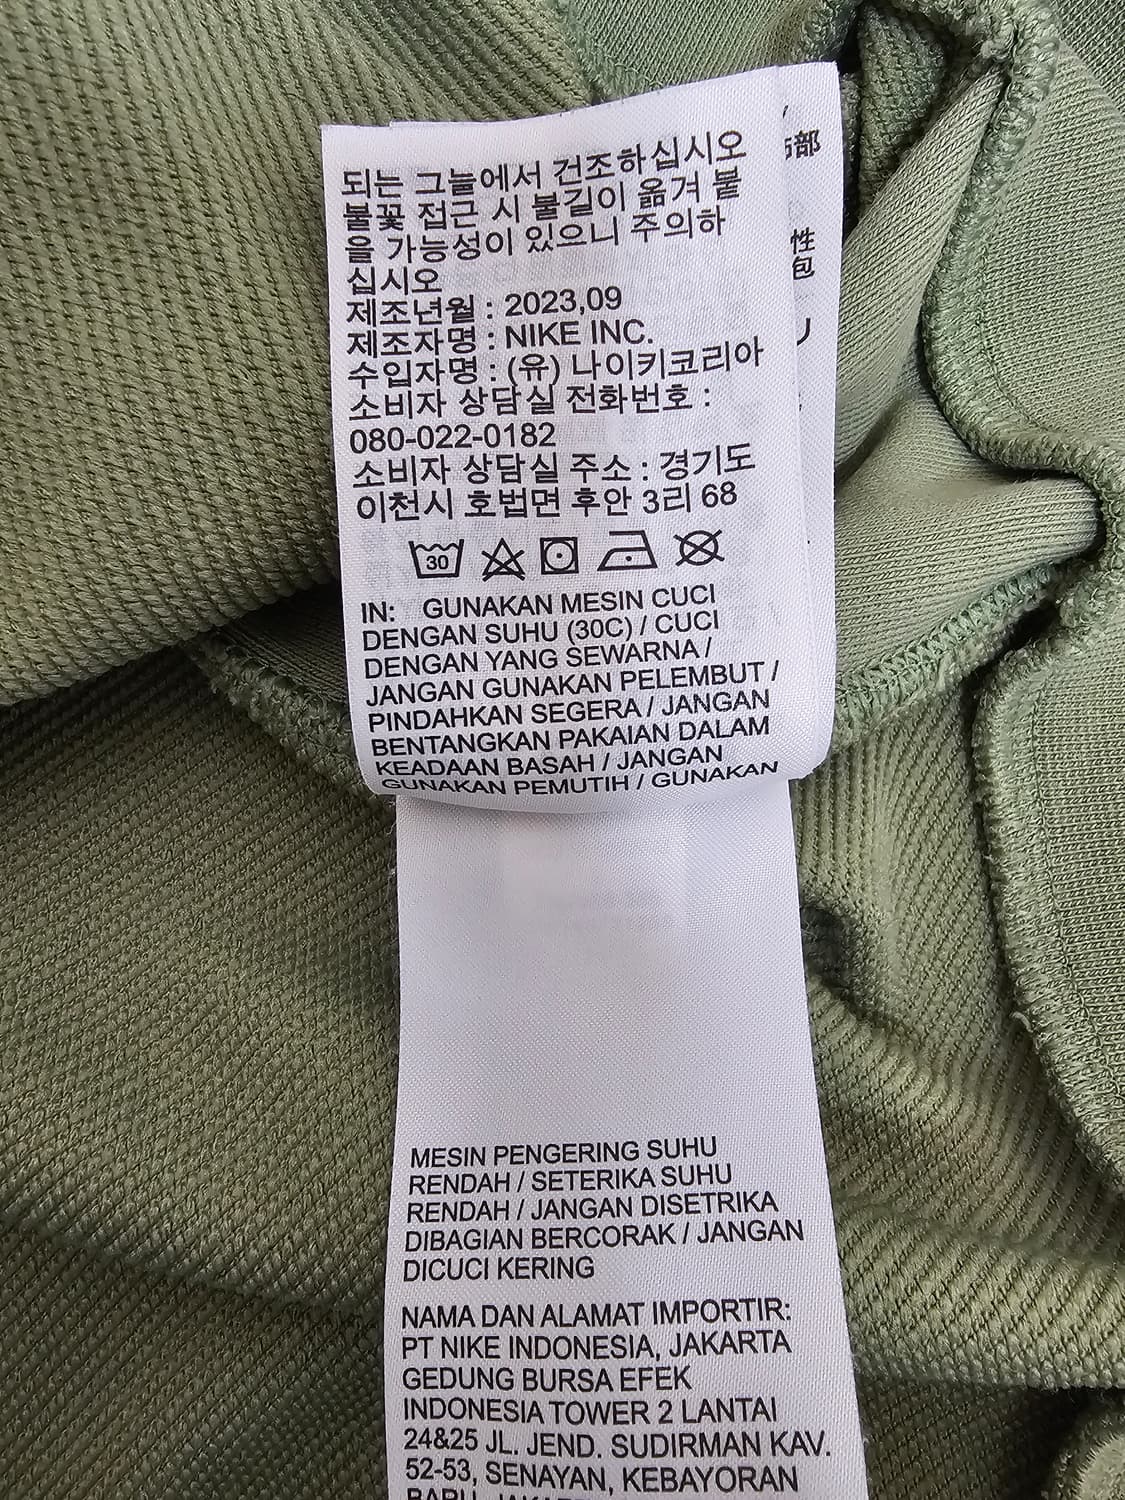 되는 그늘에서 건조하십시오
불꽃 접근 시 불길이 옮겨 붙
을 가능성이 있으니 주의하
십시오
제조년월 : 2023,09
제조자명 : NIKE INC.
수입자명 : (유) 나이키코리아
소비자 상담실 전화번호 :
080-022-0182
소비자 상담실 주소 : 경기도
이천시 호법면 후안 3리 68
30
IN: GUNAKAN MESIN CUCI
DENGAN SUHU (30C) / CUCI
DENGAN YANG SEWARNA /
JANGAN GUNAKAN PELEMBUT /
PINDAHKAN SEGERA / JANGAN
BENTANGKAN PAKAIAN DALAM
KEADAAN BASAH / JANGAN
GUNAKAN PEMUTIH / GUNAKAN
MESIN PENGERING SUHU
RENDAH / SETERIKA SUHU
RENDAH / JANGAN DISETRIKA
DIBAGIAN BERCORAK / JANGAN
DICUCI KERING
NAMA DAN ALAMAT IMPORTIR:
PT NIKE INDONESIA, JAKARTA
GEDUNG BURSA EFEK
INDONESIA TOWER 2 LANTAI
24&25 JL. JEND. SUDIRMAN KAV.
52-53, SENAYAN, KEBAYORAN
部
性
包